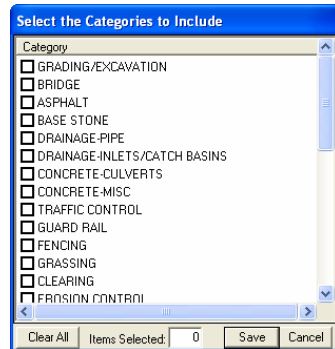 Select the Categories to Include
Category
GRADING/EXCAVATION
BRIDGE
ASPHALT
BASE STONE
DRAINAGE-PIPE
DRAINAGE-INLETS/CATCH BASINS
CONCRETE-CULVERTS
CONCRETE-MISC
TRAFFIC CONTROL
GUARD RAIL
FENCING
GRASSING
CLEARING
EROSION CONTROL
Clear All Items Selected: 0 Save Cancel